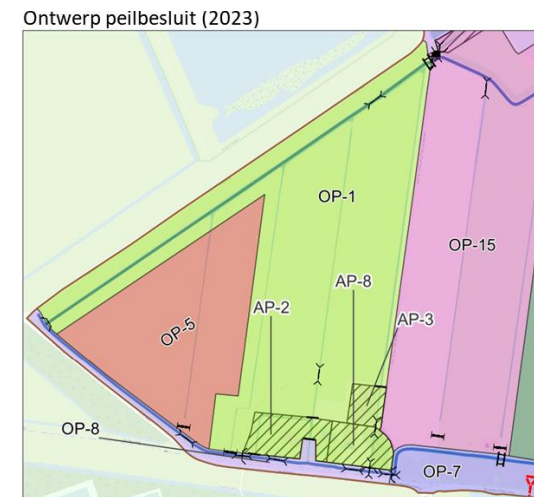 Ontwerp peilbesluit (2023)
OP-1
OP-15
AP-8
AP-2
AP-3
OP-5
OP-8
OP-7